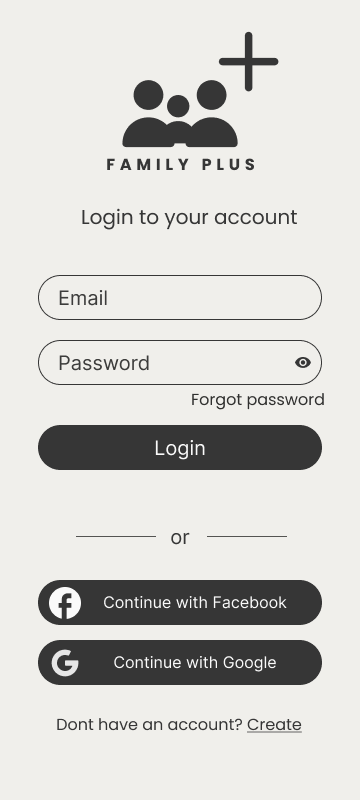 FAMILY PLUS
Login to your account
Email
Password
Forgot password
Login
or
Continue with Facebook
Continue with Google
Dont have an account? Create